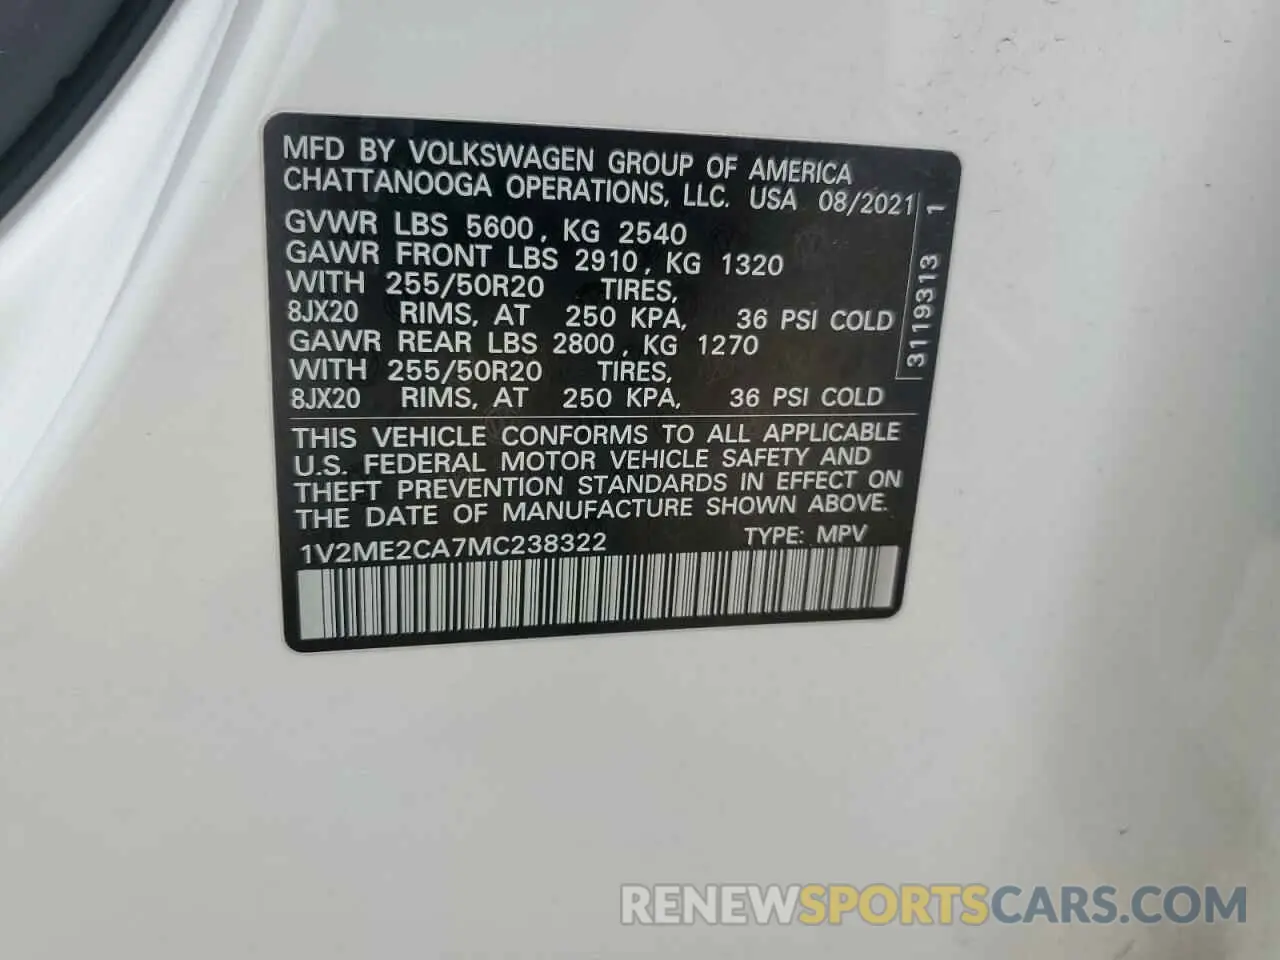 MFD BY VOLKSWAGEN GROUP OF AMERICA
CHATTANOOGA OPERATIONS, LLC. USA 08/2021
GVWR LBS 5600, KG 2540
GAWR FRONT LBS 2910, KG 1320
WITH 255/50R20 TIRES,
8JX20 RIMS, AT 250 KPA, 36 PSI COLD
GAWR REAR LBS 2800, KG 1270
WITH 255/50R20 TIRES,
8JX20 RIMS, AT 250 KPA, 36 PSI COLD
3119313 1
THIS VEHICLE CONFORMS TO ALL APPLICABLE
U.S. FEDERAL MOTOR VEHICLE SAFETY AND
THEFT PREVENTION STANDARDS IN EFFECT ON
THE DATE OF MANUFACTURE SHOWN ABOVE.
1V2ME2CA7MC238322 TYPE: MPV
RENEWSPORTSCARS.COM